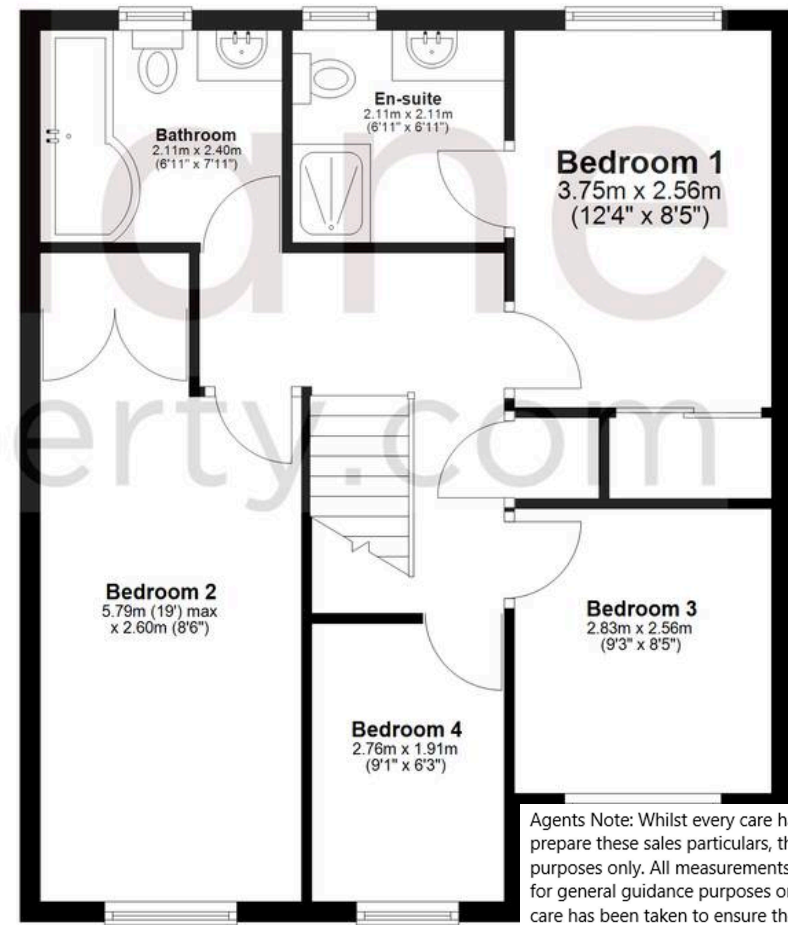 Bathroom
2.11m x 2.40m
(6'11" x 7'11")
En-suite
2.11m x 2.11m
(6'11" x 6'11")
Bedroom 1
3.75m x 2.56m
(12'4" x 8'5")
ane
erty.com
Bedroom 2
5.79m (19') max
x 2.60m (8'6")
Bedroom 3
2.83m x 2.56m
(9'3" x 8'5")
Bedroom 4
2.76m x 1.91m
(9'1" x 6'3")
Agents Note: Whilst every care
prepare these sales particulars,
purposes only. All measurements
for general guidance purposes
care has been taken to ensure